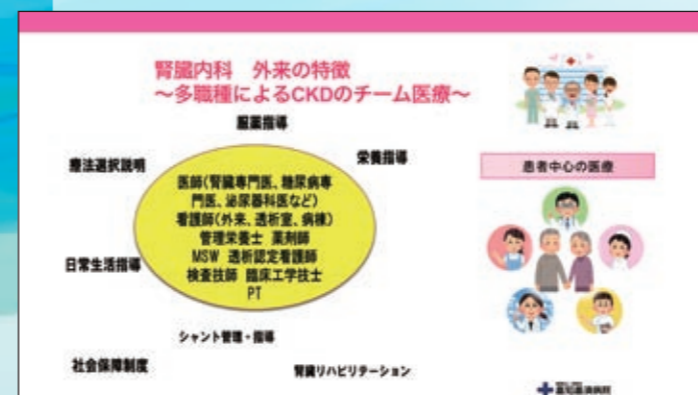 腎臓内科　外来の特徴
～多職種によるCKDのチーム医療～
服薬指導
療法選択説明
栄養指導
医師(腎臓専門医、糖尿病専
門医、泌尿器科医など)
看護師(外来、透析室、病棟)
管理栄養士　薬剤師
MSW　透析認定看護師
検査技師　臨床工学技士
PT
日常生活指導
シャント管理・指導
社会保障制度
腎臓リハビリテーション
患者中心の医療
高知高須病院